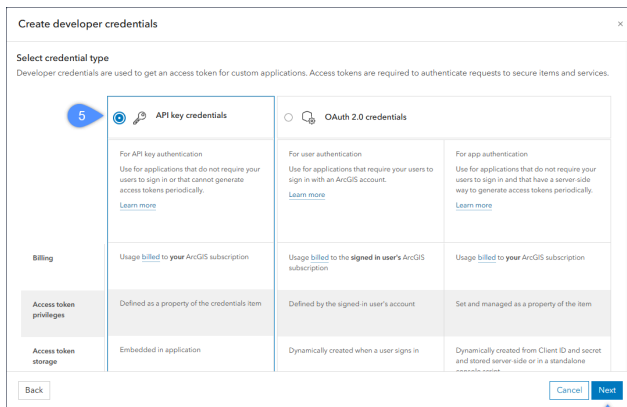 Create developer credentials
×
Select credential type
Developer credentials are used to get an access token for custom applications. Access tokens are required to authenticate requests to secure items and services.
5
API key credentials
OAuth 2.0 credentials
For API key authentication
Use for applications that do not require your
users to sign in or that cannot generate
access tokens periodically.
Learn more
For user authentication
Use for applications that require your users to
sign in with an ArcGIS account.
Learn more
For app authentication
Use for applications that do not require your
users to sign in and that have a server-side
way to generate access tokens periodically.
Learn more
Billing
Usage billed to your ArcGIS subscription
Usage billed to the signed in user's ArcGIS
subscription
Usage billed to your ArcGIS subscription
Access token
privileges
Defined as a property of the credentials item
Defined by the signed-in user's account
Set and managed as a property of the item
Access token
storage
Embedded in application
Dynamically created when a user signs in
Dynamically created from Client ID and secret
and stored server-side or in a standalone
console script
Back
Cancel
Next